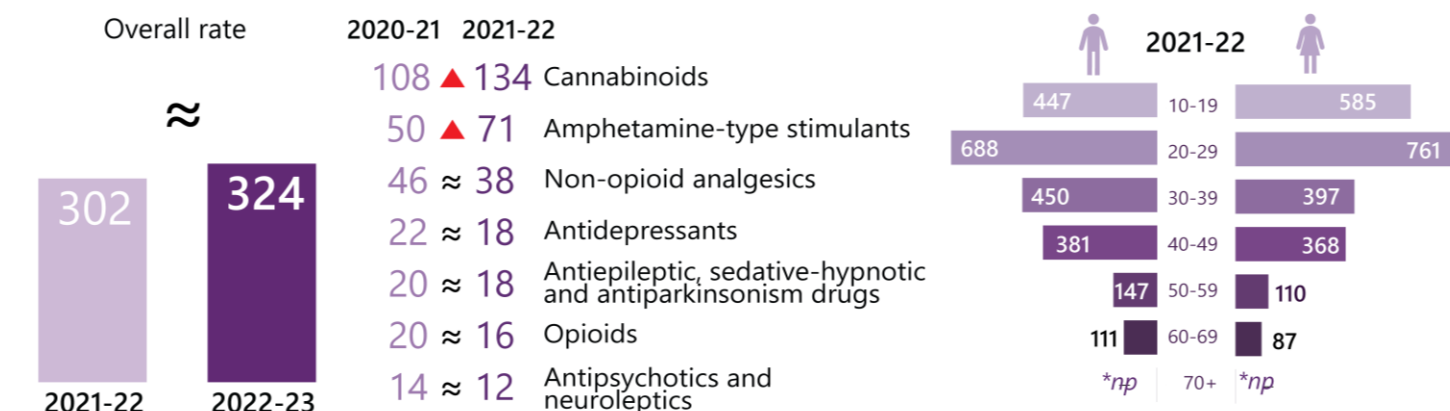 Overall rate
≈
302
324
2021-22 2022-23
2020-21 2021-22
108 ▲ 134 Cannabinoids
50 ▲ 71 Amphetamine-type stimulants
46 ≈ 38 Non-opioid analgesics
22 ≈ 18 Antidepressants
20 ≈ 18 Antiepileptic, sedative-hypnotic
and antiparkinsonism drugs
20 ≈ 16 Opioids
14 ≈ 12 Antipsychotics and
neuroleptics
2021-22
447 10-19 585
688 20-29 761
450 30-39 397
381 40-49 368
147 50-59 110
111 60-69 87
*np 70+ *np